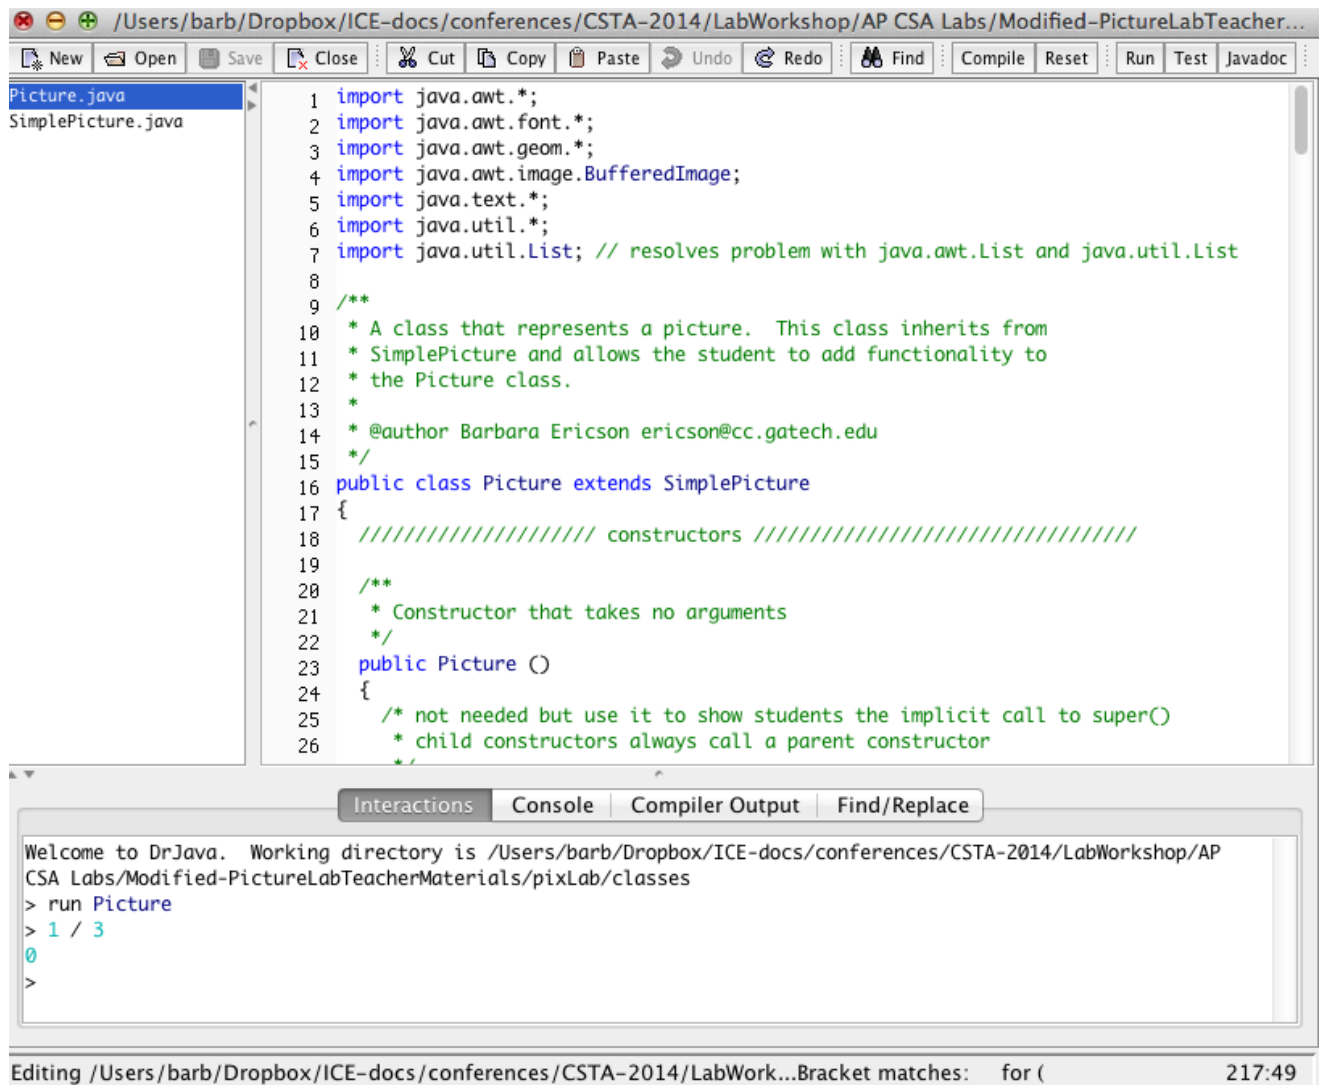 /Users/barb/Dropbox/ICE-docs/conferences/CSTA-2014/LabWorkshop/AP CSA Labs/Modified-PictureLabTeacher...
New Open Save Close Cut Copy Paste Undo Redo Find Compile Reset Run Test Javadoc
Picture.java
SimplePicture.java
1 import java.awt.*;
2 import java.awt.font.*;
3 import java.awt.geom.*;
4 import java.awt.image.BufferedImage;
5 import java.text.*;
6 import java.util.*;
7 import java.util.List; // resolves problem with java.awt.List and java.util.List
8
9 /**
10 * A class that represents a picture.  This class inherits from
11 * SimplePicture and allows the student to add functionality to
12 * the Picture class.
13 *
14 * @author Barbara Ericson ericson@cc.gatech.edu
15 */
16 public class Picture extends SimplePicture
17 {
18 ///////////////////// constructors //////////////////////////////////
19
20 /**
21 * Constructor that takes no arguments
22 */
23 public Picture ()
24 {
25 /* not needed but use it to show students the implicit call to super()
26 * child constructors always call a parent constructor
*/
Interactions Console Compiler Output Find/Replace
Welcome to DrJava.  Working directory is /Users/barb/Dropbox/ICE-docs/conferences/CSTA-2014/LabWorkshop/AP
CSA Labs/Modified-PictureLabTeacherMaterials/pixLab/classes
> run Picture
> 1 / 3
0
>
Editing /Users/barb/Dropbox/ICE-docs/conferences/CSTA-2014/LabWork...Bracket matches: for ( 217:49